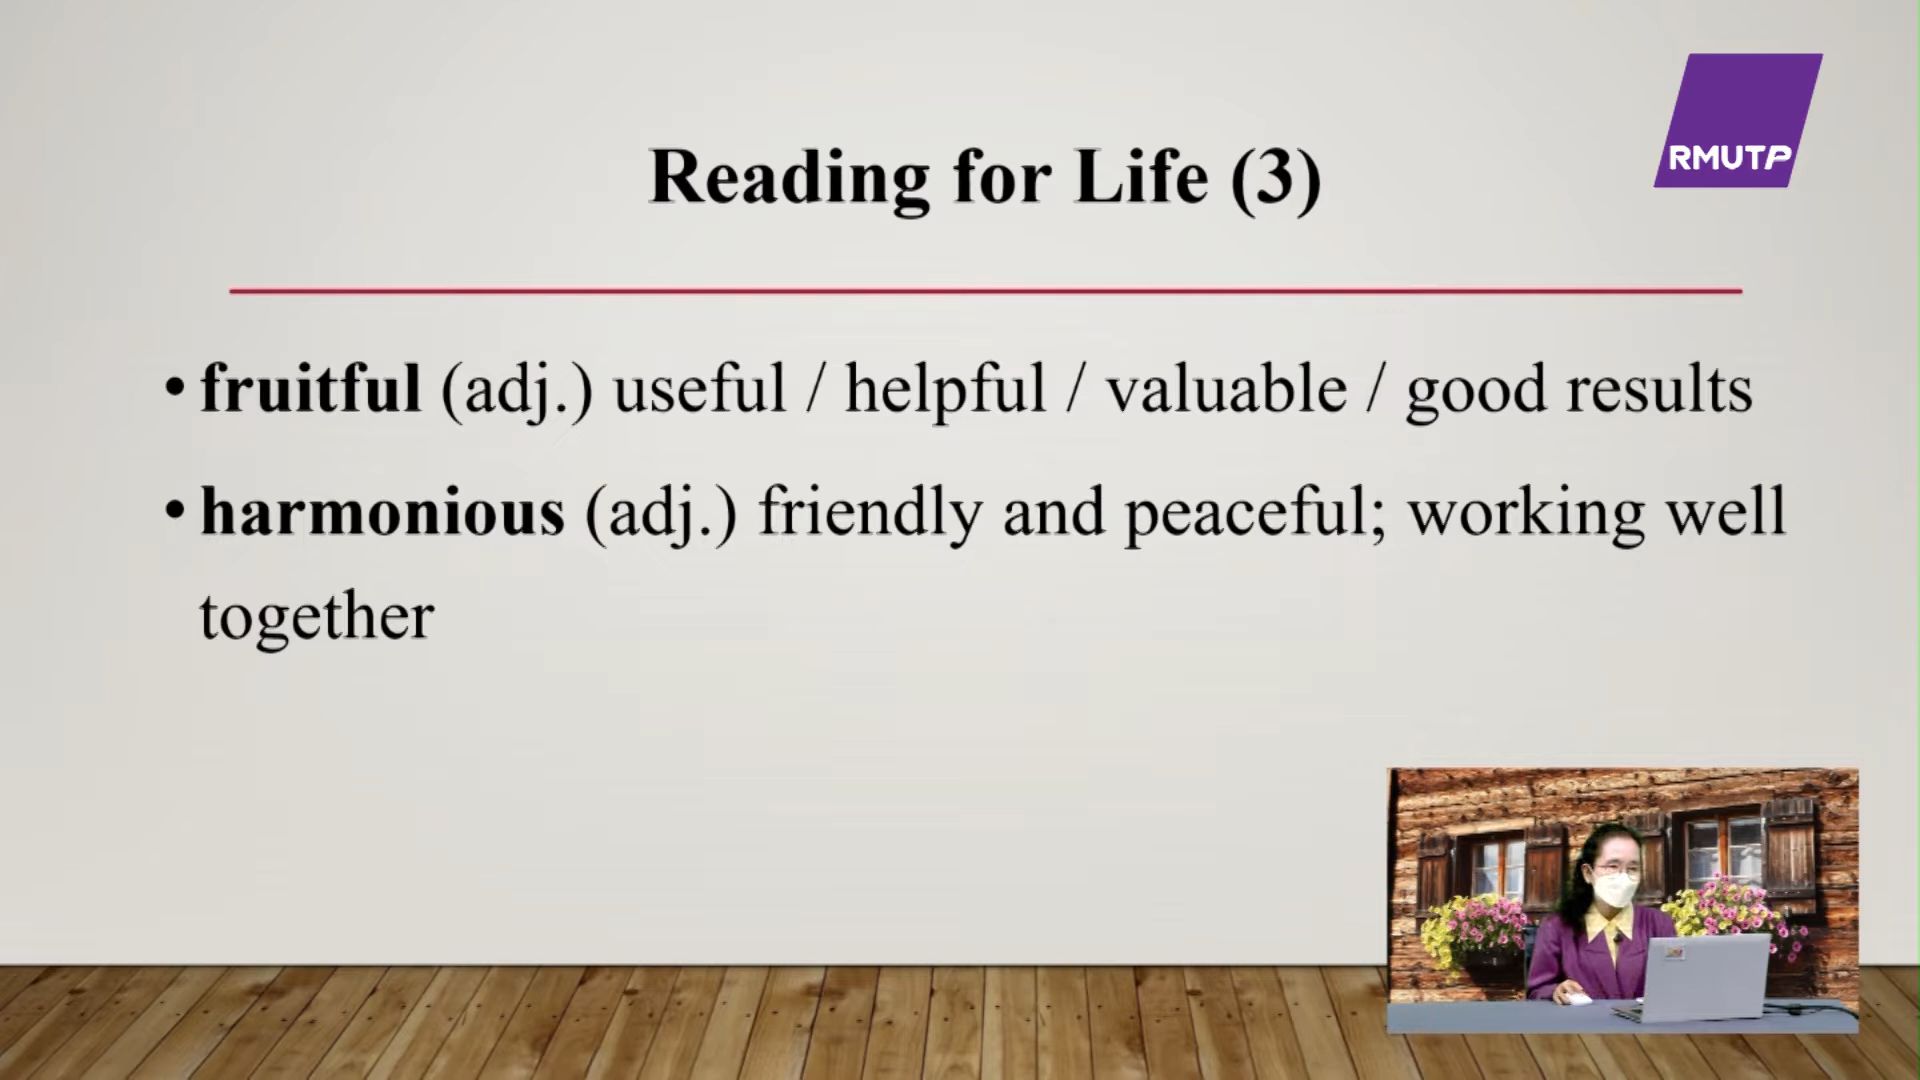 RMUTP
Reading for Life (3)
• fruitful (adj.) useful / helpful / valuable / good results
• harmonious (adj.) friendly and peaceful; working well
together